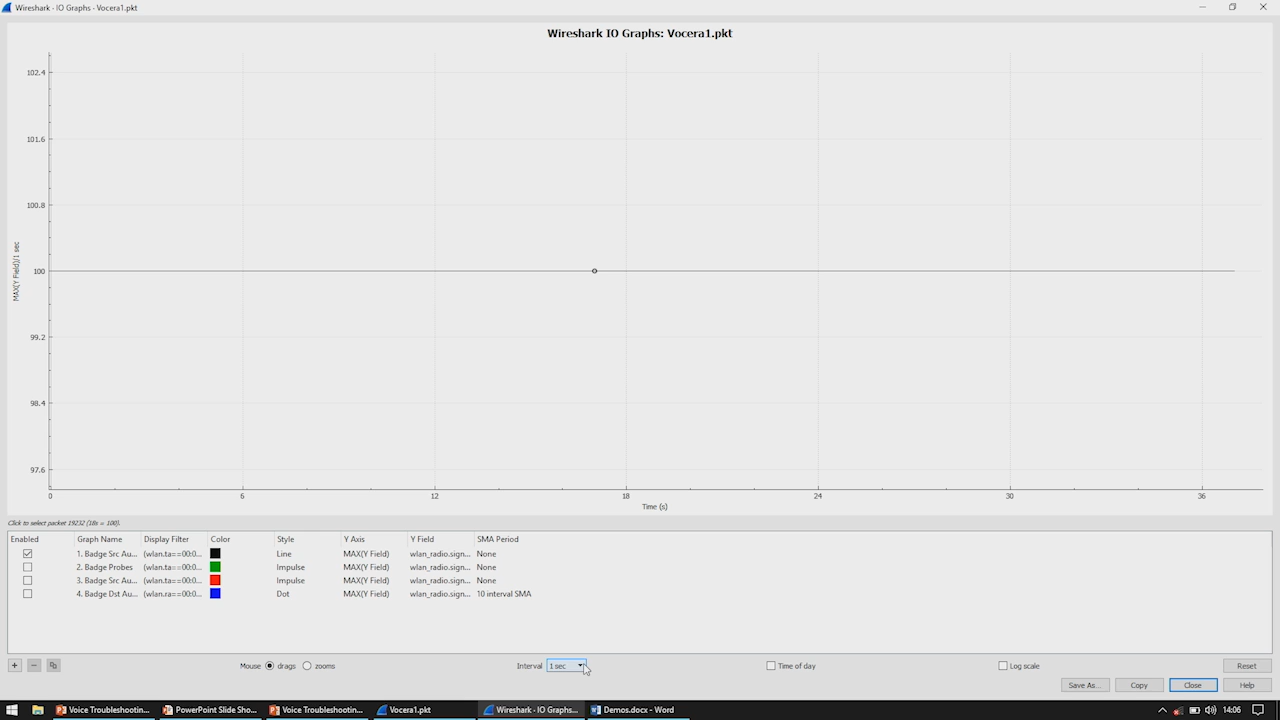 Wireshark - IO Graphs - Vocera1.pkt
Wireshark IO Graphs: Vocera1.pkt
102.4
101.6
100.8
100
99.2
98.4
97.6
MAX(Y Field)/1 sec
0 6 12 18 24 30 36
Time (s)
Click to select packet 19232 (18s = 100).
Enabled Graph Name Display Filter Color Style Y Axis Y Field SMA Period
1. Badge Src Au... (wlan.ta==00:0... Line MAX(Y Field) wlan_radio.sign... None
2. Badge Probes (wlan.ta==00:0... Impulse MAX(Y Field) wlan_radio.sign... None
3. Badge Src Au... (wlan.ta==00:0... Impulse MAX(Y Field) wlan_radio.sign... None
4. Badge Dst Au... (wlan.ra==00:0... Dot MAX(Y Field) wlan_radio.sign... 10 interval SMA
Mouse drags zooms Interval 1 sec Time of day Log scale Reset
Save As... Copy Close Help
Voice Troubleshootin... PowerPoint Slide Sho... Voice Troubleshootin... Vocera1.pkt Wireshark - IO Graphs... Demos.docx - Word 14:06